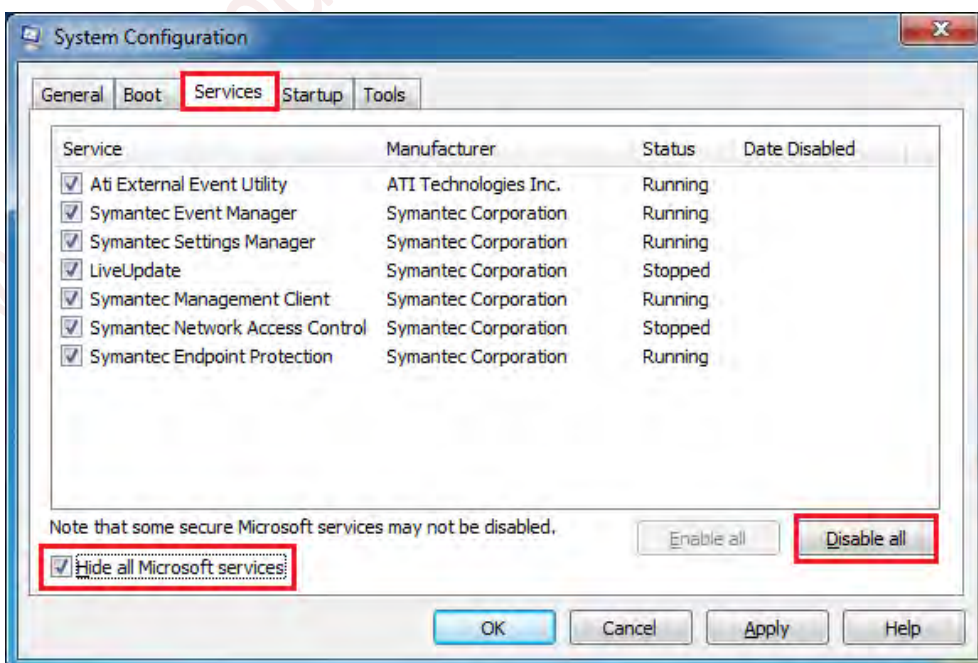 System Configuration
General Boot Services Startup Tools
Service Manufacturer Status Date Disabled
Ati External Event Utility ATI Technologies Inc. Running
Symantec Event Manager Symantec Corporation Running
Symantec Settings Manager Symantec Corporation Running
LiveUpdate Symantec Corporation Stopped
Symantec Management Client Symantec Corporation Running
Symantec Network Access Control Symantec Corporation Stopped
Symantec Endpoint Protection Symantec Corporation Running
Note that some secure Microsoft services may not be disabled.
Enable all Disable all
Hide all Microsoft services
OK Cancel Apply Help